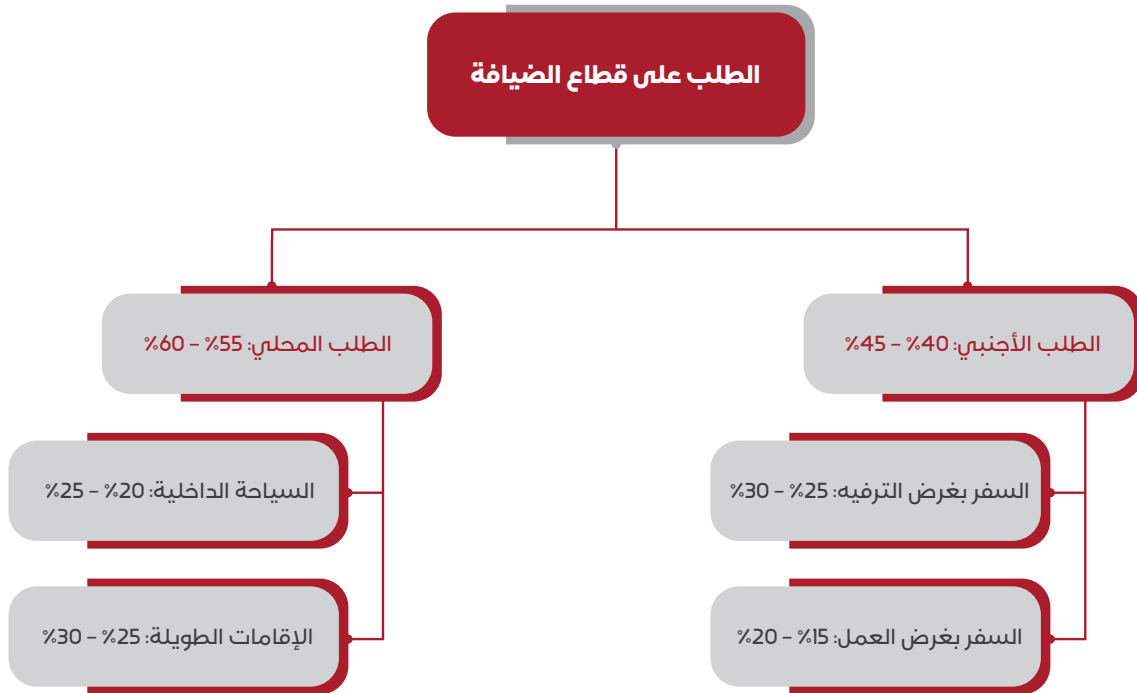 الطلب على قطاع الضيافة
الطلب الأجنبي: 40% - 45%
السفر بغرض الترفيه: 25% - 30%
السفر بغرض العمل: 15% - 20%
الطلب المحلي: 55% - 60%
السياحة الداخلية: 20% - 25%
الإقامات الطويلة: 25% - 30%